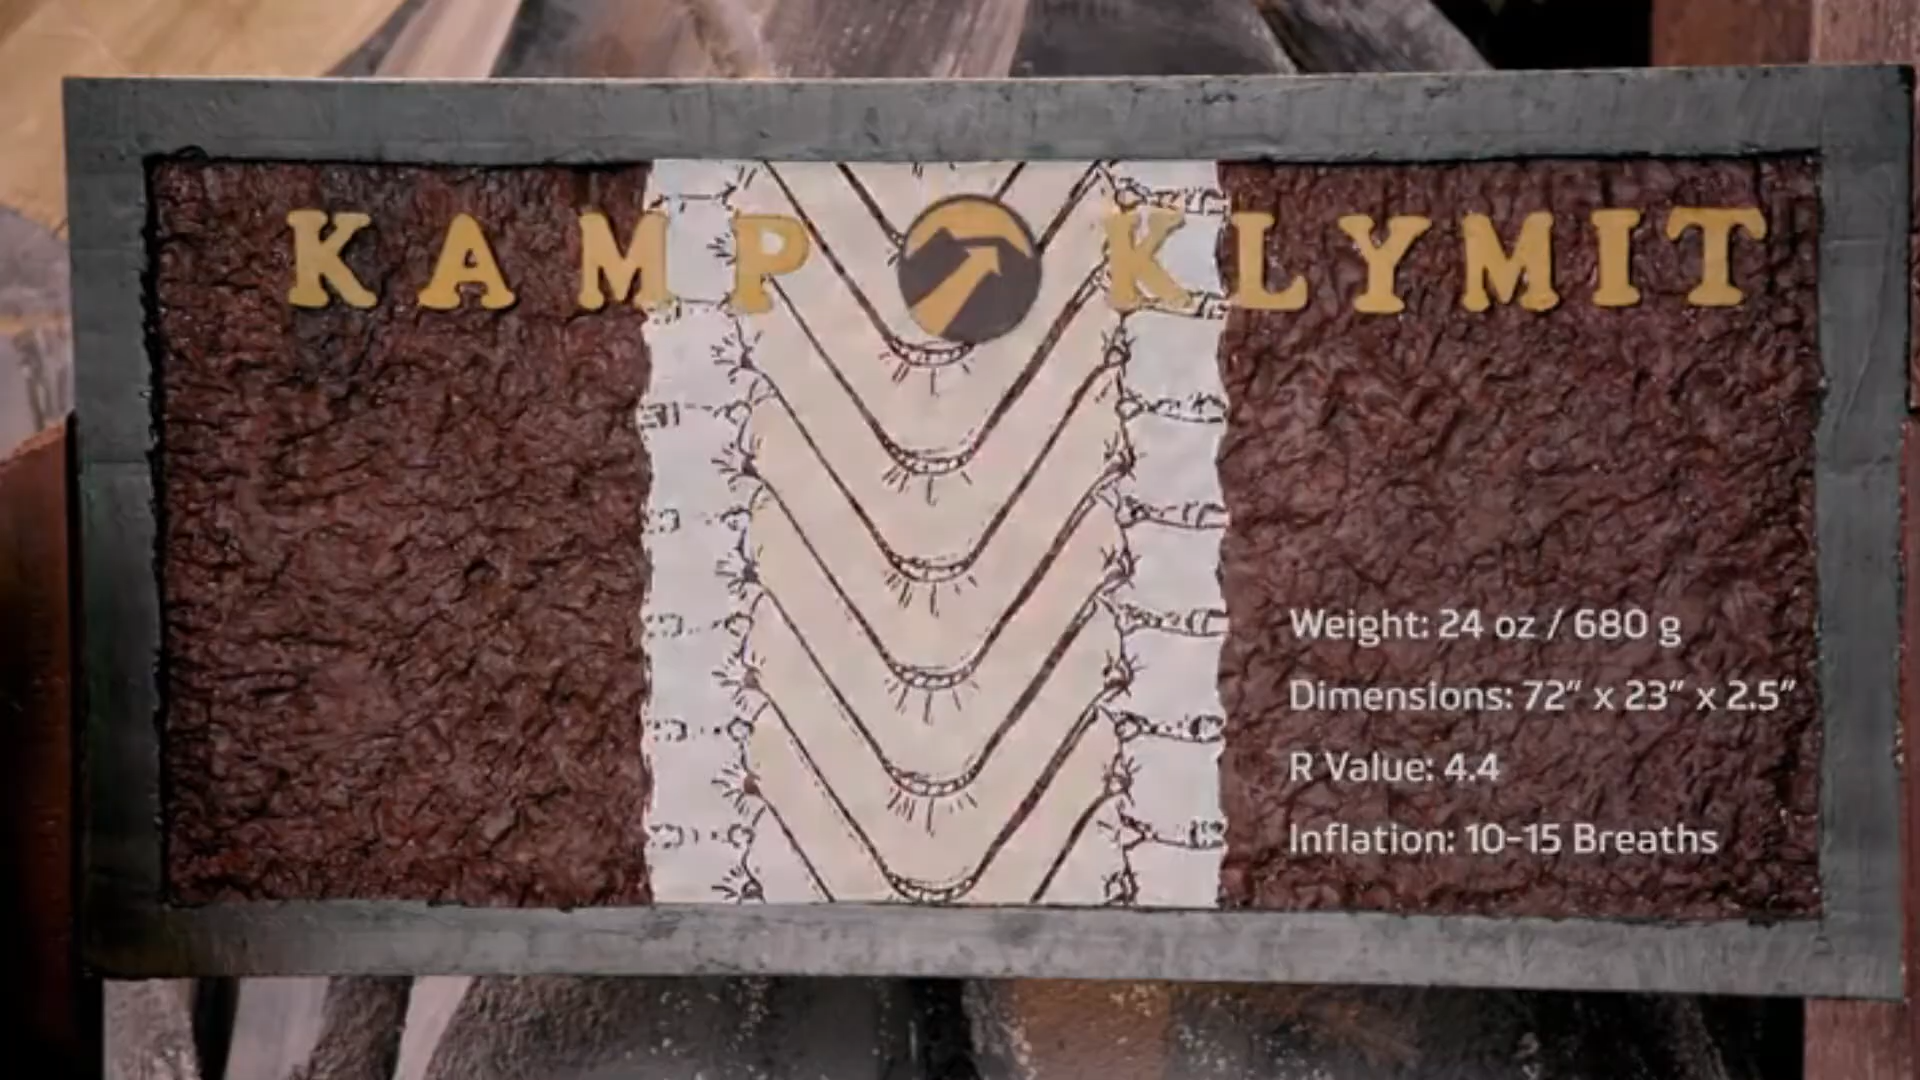 KAMP KLYMIT
Weight: 24 oz / 680 g
Dimensions: 72" x 23" x 2.5"
R Value: 4.4
Inflation: 10-15 Breaths